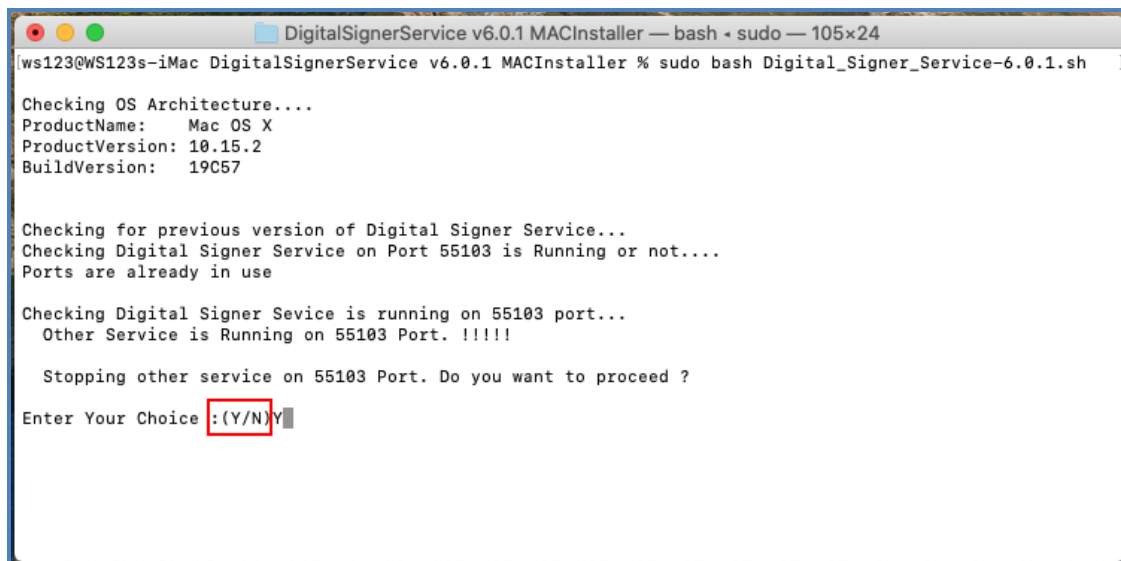 DigitalSignerService v6.0.1 MACInstaller — bash ◂ sudo — 105×24
[ws123@WS123s-iMac DigitalSignerService v6.0.1 MACInstaller % sudo bash Digital_Signer_Service-6.0.1.sh ]
Checking OS Architecture....
ProductName: Mac OS X
ProductVersion: 10.15.2
BuildVersion: 19C57
Checking for previous version of Digital Signer Service...
Checking Digital Signer Service on Port 55103 is Running or not....
Ports are already in use
Checking Digital Signer Sevice is running on 55103 port...
Other Service is Running on 55103 Port. !!!!!
Stopping other service on 55103 Port. Do you want to proceed ?
Enter Your Choice :(Y/N)Y